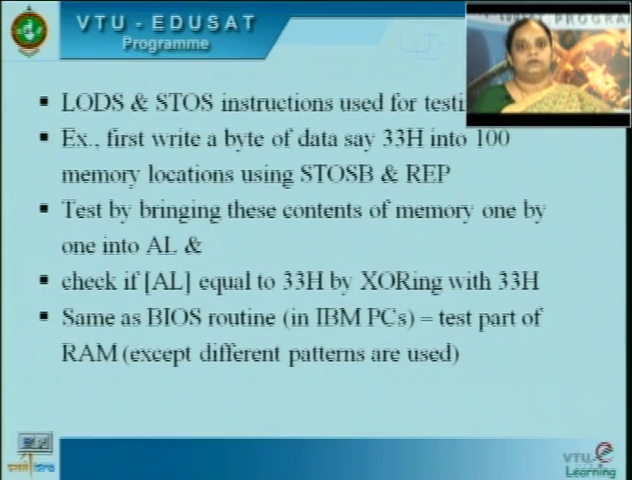 VTU - EDUSAT
Programme
LODS & STOS instructions used for testi
Ex., first write a byte of data say 33H into 100
memory locations using STOSB & REP
Test by bringing these contents of memory one by
one into AL &
check if [AL] equal to 33H by XORing with 33H
Same as BIOS routine (in IBM PCs) = test part of
RAM (except different patterns are used)
VTU
Learning